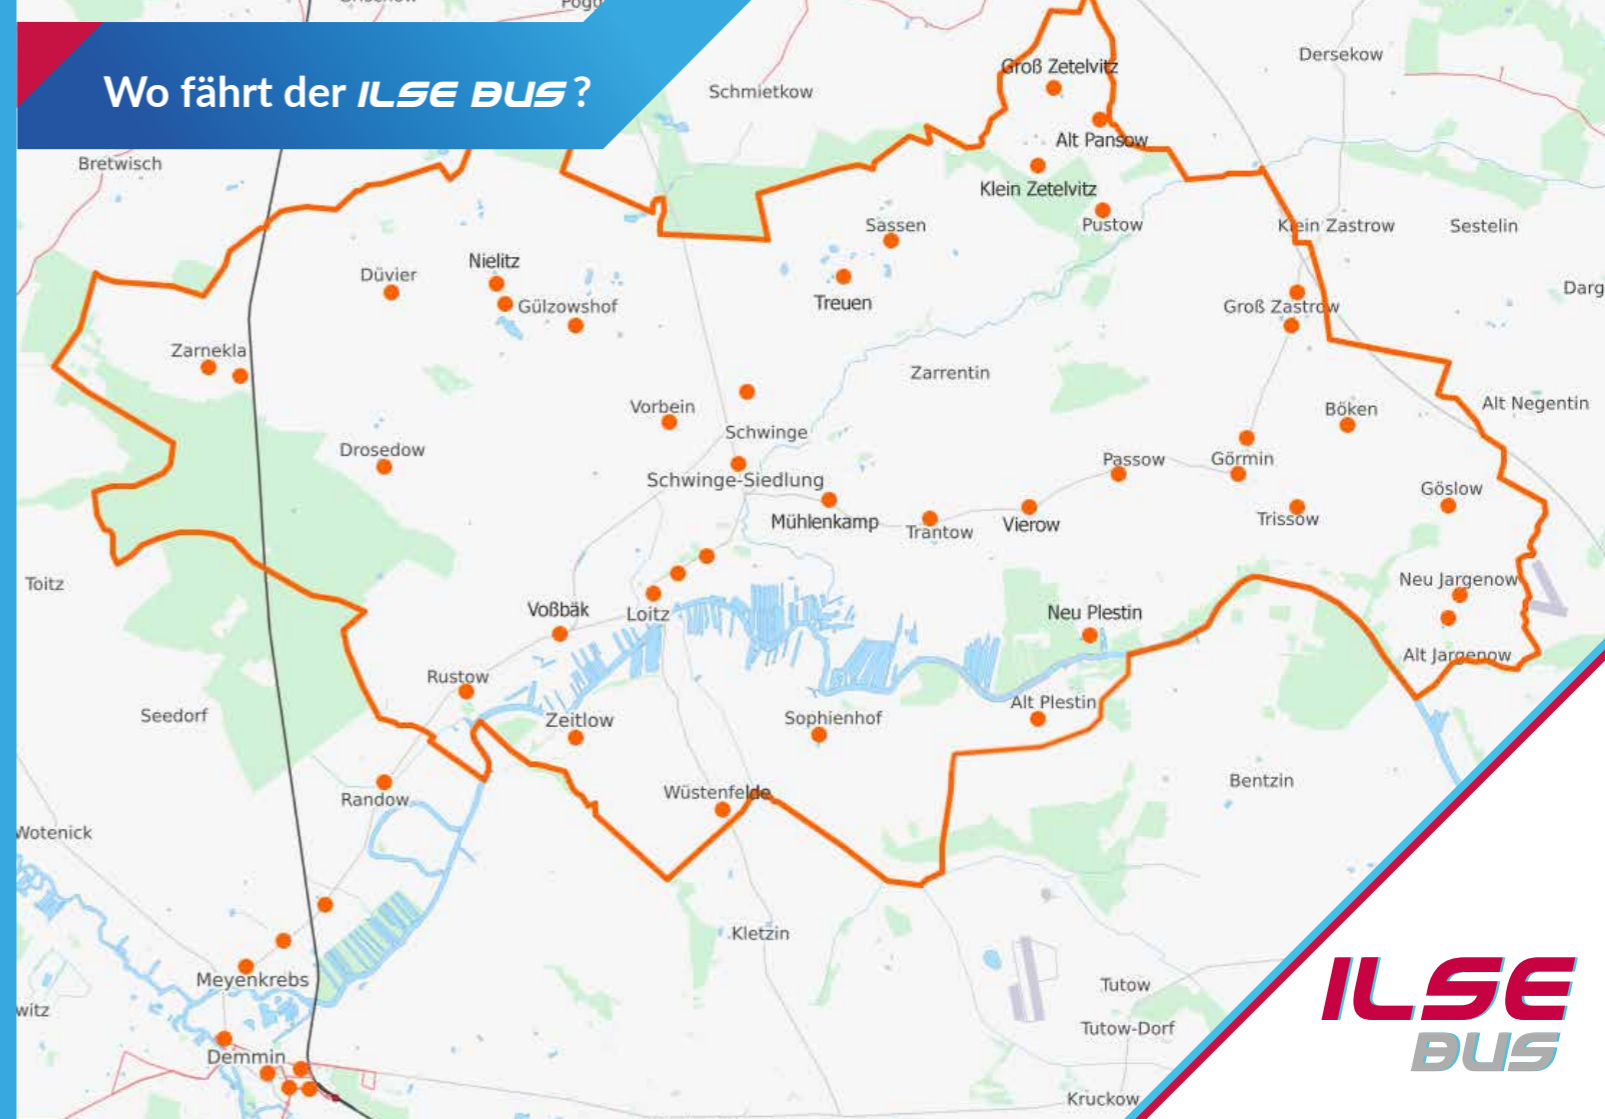 Wo fährt der ILSE BUS?
Schmietkow
Groß Zetelvitz
Dersekow
Bretwisch
Alt Pansow
Klein Zetelvitz
Sassen
Pustow
Klein Zastrow
Sestelin
Düvier
Nielitz
Gülzowshof
Treuen
Groß Zastrow
Darg
Zarnekla
Zarrentin
Vorbein
Schwinge
Böken
Alt Negentin
Drosedow
Schwinge-Siedlung
Passow
Görmin
Göslow
Mühlenkamp
Trantow
Vierow
Trissow
Toitz
Voßbäk
Loitz
Neu Plestin
Neu Jargenow
Alt Jargenow
Rustow
Seedorf
Zeitlow
Sophienhof
Alt Plestin
Randow
Wüstenfelde
Bentzin
Wotenick
Kletzin
Meyenkrebs
Tutow
witz
Tutow-Dorf
Demmin
Kruckow
ILSE
BUS